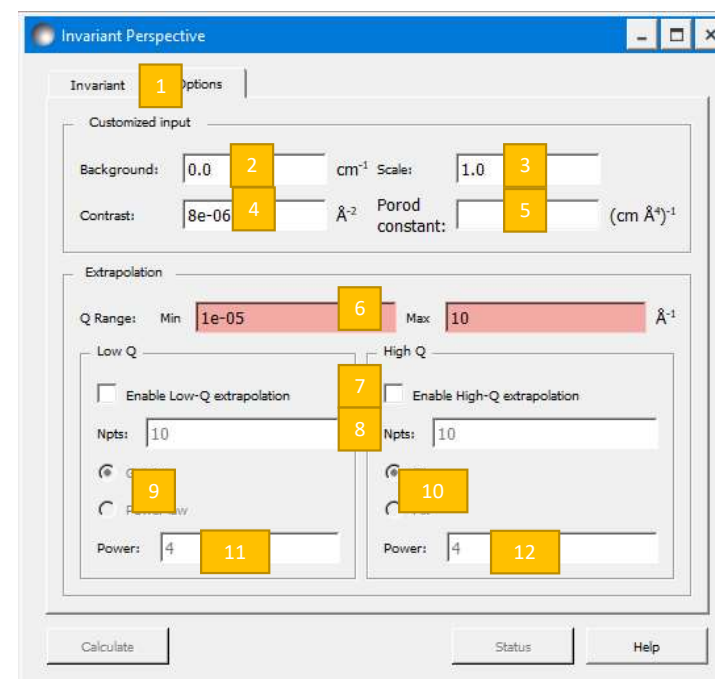 Invariant Perspective
Invariant 1 ptions
Customized input
Background: 0.0 2 cm⁻¹ Scale: 1.0 3
Contrast: 8e-06 4 Å⁻² Porod constant: 5 (cm Å⁴)⁻¹
Extrapolation
Q Range: Min 1e-05 6 Max 10 Å⁻¹
Low Q High Q
Enable Low-Q extrapolation 7 Enable High-Q extrapolation
Npts: 10 8 Npts: 10
9 10
Power: 4 11 Power: 4 12
Calculate Status Help